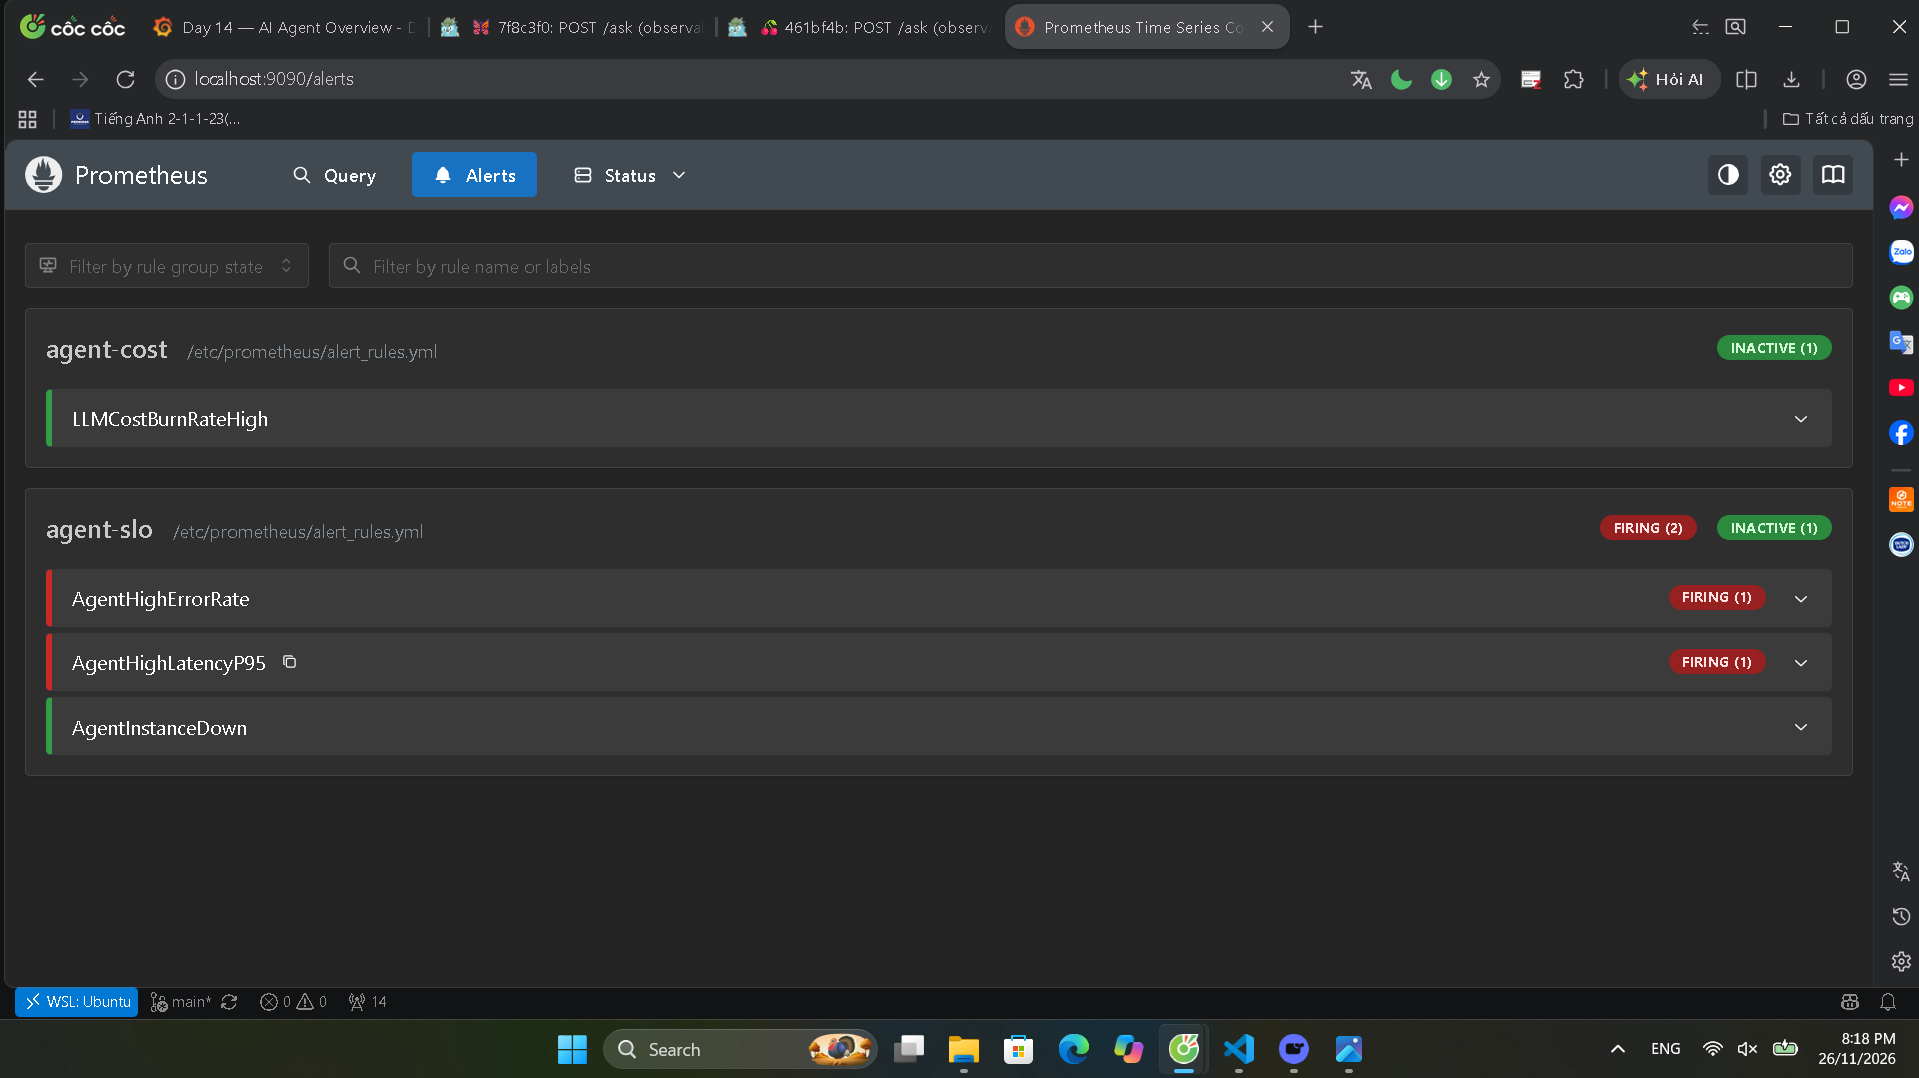 cốc cốc
Day 14 — AI Agent Overview - D
7f8c3f0: POST /ask (observa
461bf4b: POST /ask (observ
Prometheus Time Series Co
localhost:9090/alerts
Hỏi AI
Tiếng Anh 2-1-1-23(...
Tất cả dấu trang
Prometheus
Query
Alerts
Status
Filter by rule group state
Filter by rule name or labels
agent-cost
/etc/prometheus/alert_rules.yml
INACTIVE (1)
LLMCostBurnRateHigh
agent-slo
/etc/prometheus/alert_rules.yml
FIRING (2)
INACTIVE (1)
AgentHighErrorRate
FIRING (1)
AgentHighLatencyP95
FIRING (1)
AgentInstanceDown
Zalo
NOTE
WSL: Ubuntu
main*
0
0
14
Search
ENG
8:18 PM
26/11/2026